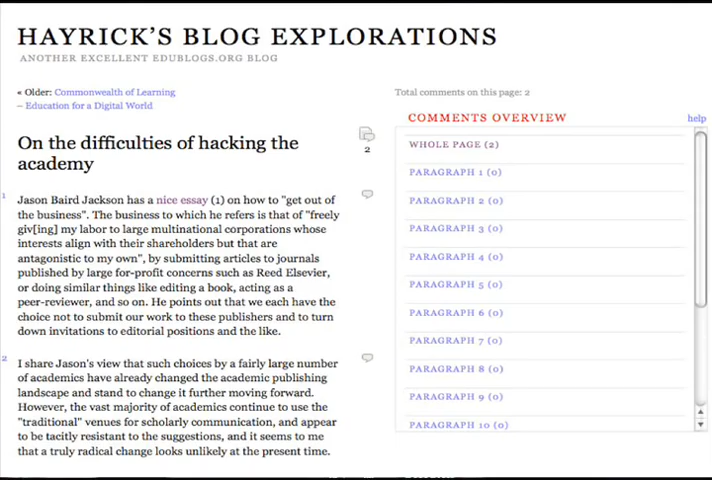 HAYRICK'S BLOG EXPLORATIONS
ANOTHER EXCELLENT EDUBLOGS.ORG BLOG
« Older: Commonwealth of Learning
– Education for a Digital World
On the difficulties of hacking the
academy
2
1
Jason Baird Jackson has a nice essay (1) on how to "get out of
the business". The business to which he refers is that of "freely
giv[ing] my labor to large multinational corporations whose
interests align with their shareholders but that are
antagonistic to my own", by submitting articles to journals
published by large for-profit concerns such as Reed Elsevier,
or doing similar things like editing a book, acting as a
peer-reviewer, and so on. He points out that we each have the
choice not to submit our work to these publishers and to turn
down invitations to editorial positions and the like.
2
I share Jason's view that such choices by a fairly large number
of academics have already changed the academic publishing
landscape and stand to change it further moving forward.
However, the vast majority of academics continue to use the
"traditional" venues for scholarly communication, and appear
to be tacitly resistant to the suggestions, and it seems to me
that a truly radical change looks unlikely at the present time.
Total comments on this page: 2
COMMENTS OVERVIEW
help
WHOLE PAGE (2)
PARAGRAPH 1 (0)
PARAGRAPH 2 (0)
PARAGRAPH 3 (0)
PARAGRAPH 4 (0)
PARAGRAPH 5 (0)
PARAGRAPH 6 (0)
PARAGRAPH 7 (0)
PARAGRAPH 8 (0)
PARAGRAPH 9 (0)
PARAGRAPH 10 (0)